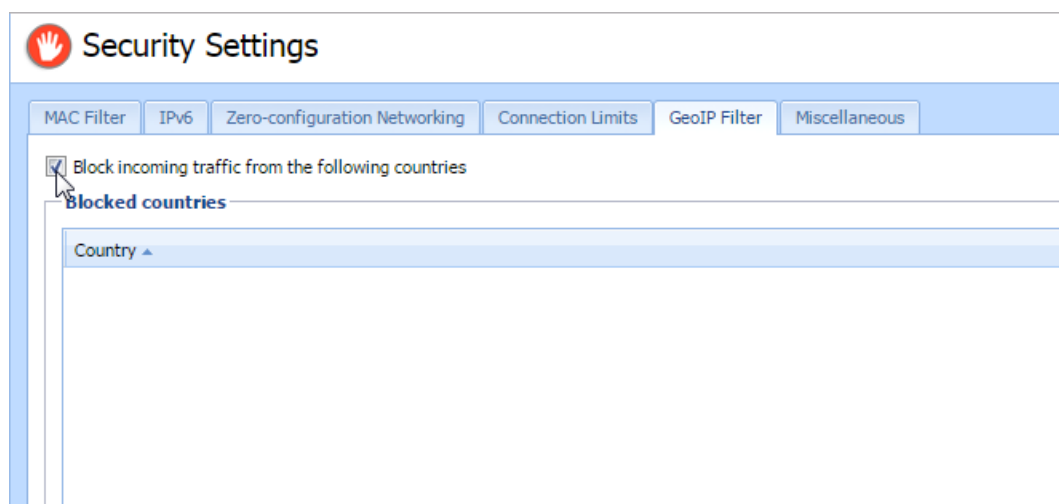 Security Settings
MAC Filter IPv6 Zero-configuration Networking Connection Limits GeoIP Filter Miscellaneous
Block incoming traffic from the following countries
Blocked countries
Country